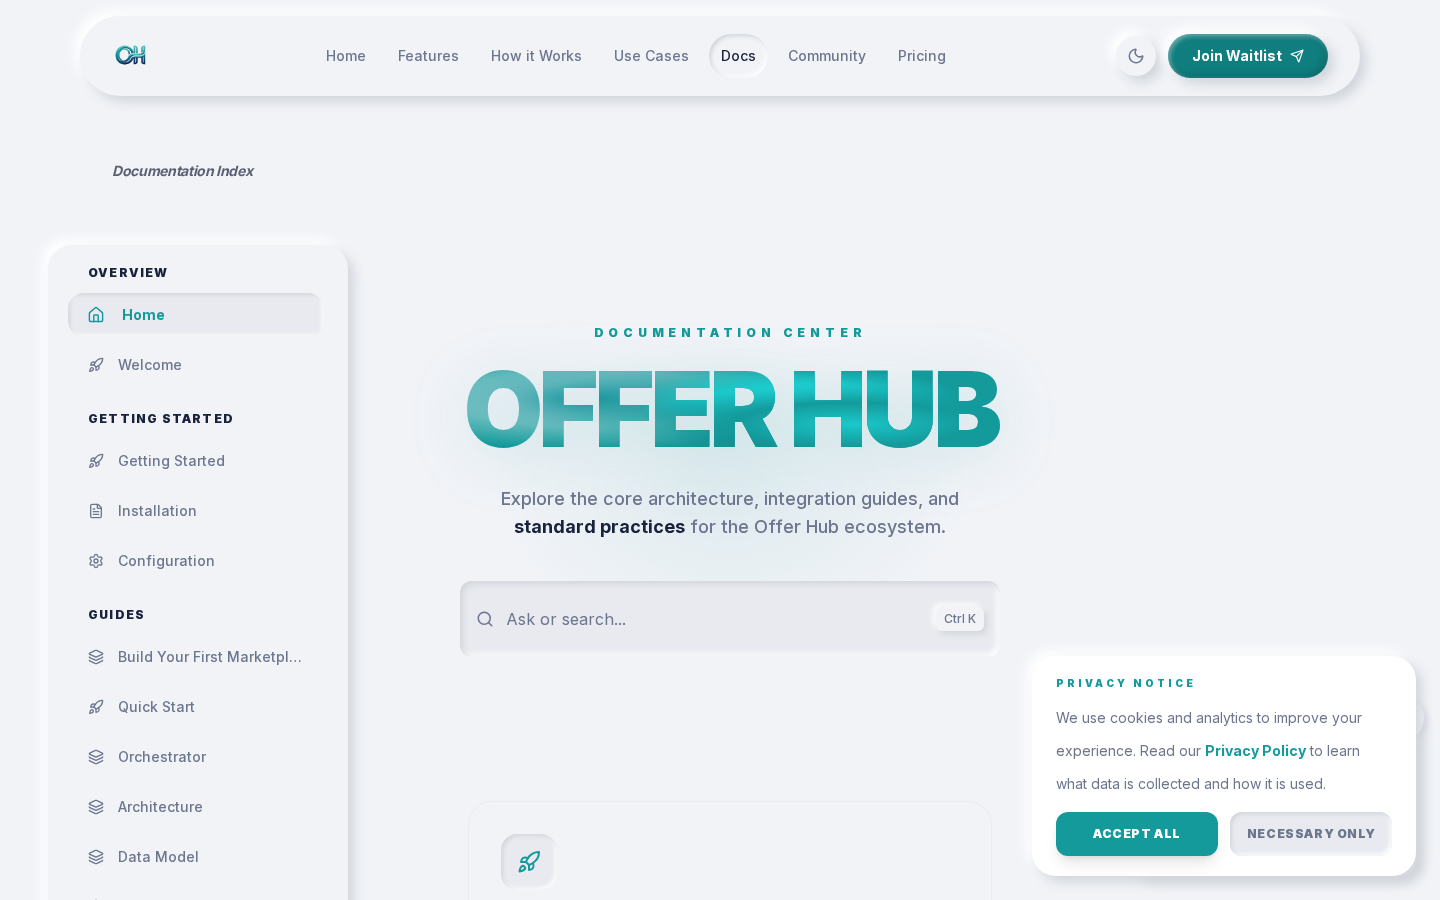 OH
Home
Features
How it Works
Use Cases
Docs
Community
Pricing
Join Waitlist
Documentation Index
OVERVIEW
Home
Welcome
GETTING STARTED
Getting Started
Installation
Configuration
GUIDES
Build Your First Marketpl...
Quick Start
Orchestrator
Architecture
Data Model
DOCUMENTATION CENTER
OFFER HUB
Explore the core architecture, integration guides, and
standard practices for the Offer Hub ecosystem.
Ask or search...
Ctrl K
PRIVACY NOTICE
We use cookies and analytics to improve your
experience. Read our Privacy Policy to learn
what data is collected and how it is used.
ACCEPT ALL
NECESSARY ONLY